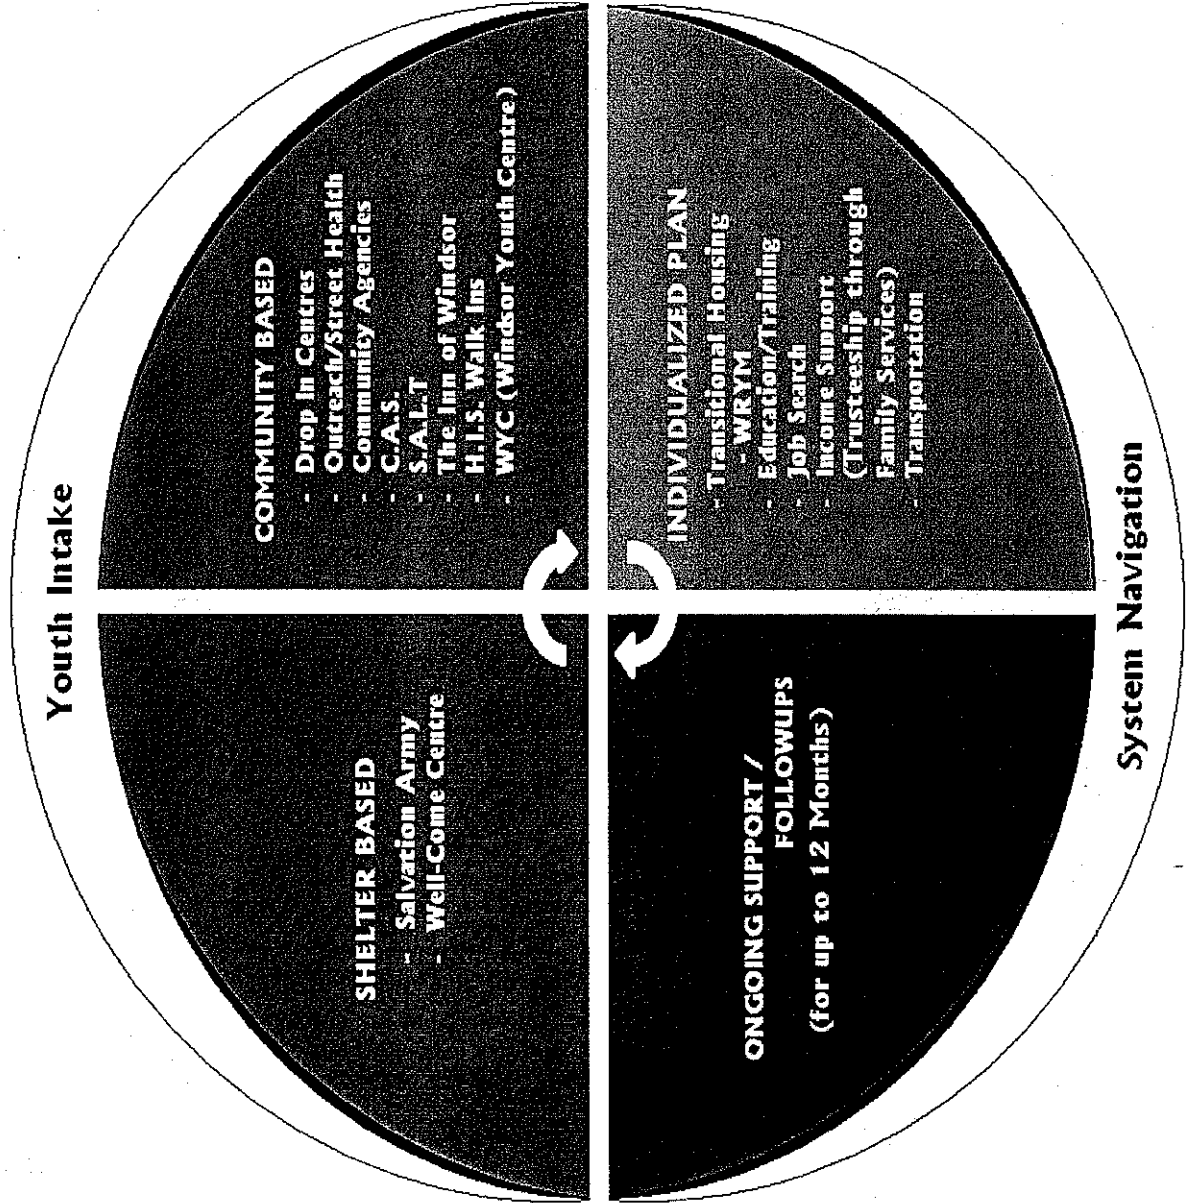 Youth Intake
SHELTER BASED
- Salvation Army
- Well-Come Centre
COMMUNITY BASED
- Drop In Centres
- Outreach/Street Health
- Community Agencies
- C.A.S.
- S.A.L.T
- The Inn of Windsor
- H.I.S. Walk Ins
- WYC (Windsor Youth Centre)
ONGOING SUPPORT /
FOLLOWUPS
(for up to 12 Months)
INDIVIDUALIZED PLAN
- Transitional Housing
- WRYM
- Education/Training
- Job Search
- Income Support
(Trusteeship through
Family Services)
- Transportation
System Navigation